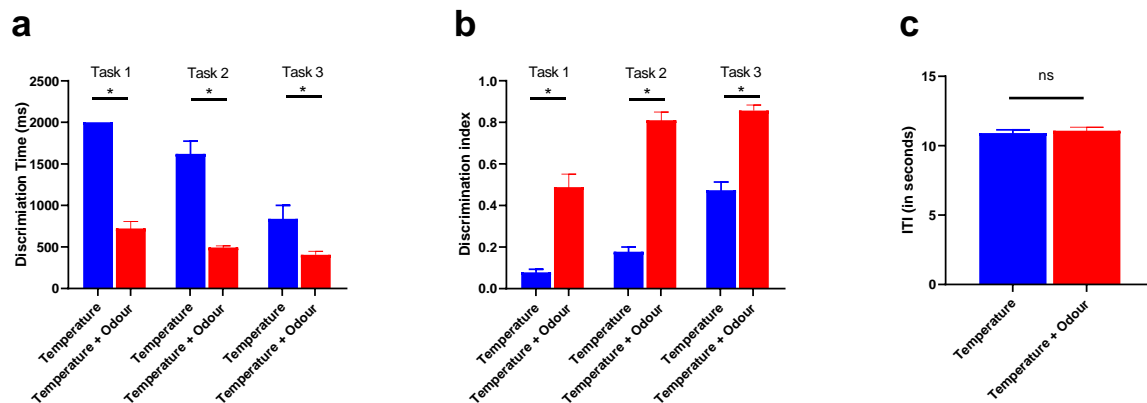 a
Task 1
Task 2
Task 3
*
*
*
Discrimiation Time (ms)
2500
2000
1500
1000
500
0
Temperature
Temperature + Odour
Temperature
Temperature + Odour
Temperature
Temperature + Odour
b
Task 1
Task 2
Task 3
*
*
*
Discrimination index
1.0
0.8
0.6
0.4
0.2
0.0
Temperature
Temperature + Odour
Temperature
Temperature + Odour
Temperature
Temperature + Odour
c
ns
ITI (in seconds)
15
10
5
0
Temperature
Temperature + Odour